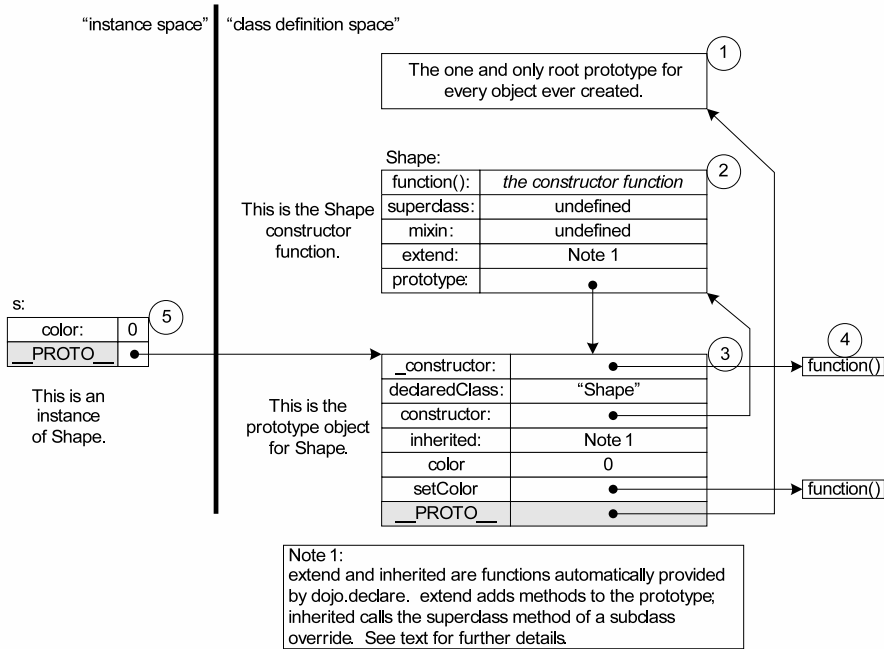 “instance space”
“class definition space”
1
The one and only root prototype for
every object ever created.
Shape:
2
function():
the constructor function
superclass:
undefined
mixin:
undefined
extend:
Note 1
prototype:
This is the Shape
constructor
function.
s:
5
color:
0
__PROTO__
This is an
instance
of Shape.
3
4
_constructor:
function()
declaredClass:
“Shape”
constructor:
inherited:
Note 1
color
0
setColor
function()
__PROTO__
This is the
prototype object
for Shape.
Note 1:
extend and inherited are functions automatically provided
by dojo.declare.  extend adds methods to the prototype;
inherited calls the superclass method of a subclass
override.  See text for further details.